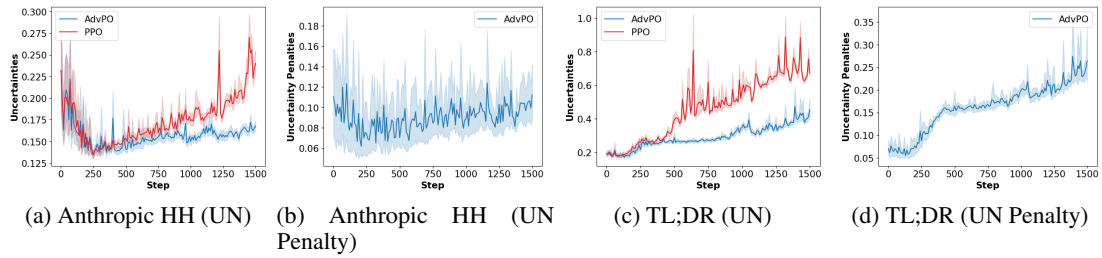 AdvPO
PPO
Uncertainties
0.300
0.275
0.250
0.225
0.200
0.175
0.150
0.125
0 250 500 750 1000 1250 1500
Step
AdvPO
Uncertainty Penalties
0.18
0.16
0.14
0.12
0.10
0.08
0.06
0 250 500 750 1000 1250 1500
Step
AdvPO
PPO
Uncertainties
1.0
0.8
0.6
0.4
0.2
0 250 500 750 1000 1250 1500
Step
AdvPO
Uncertainty Penalties
0.35
0.30
0.25
0.20
0.15
0.10
0.05
0 250 500 750 1000 1250 1500
Step
(a) Anthropic HH (UN)
(b) Anthropic HH (UN
Penalty)
(c) TL;DR (UN)
(d) TL;DR (UN Penalty)